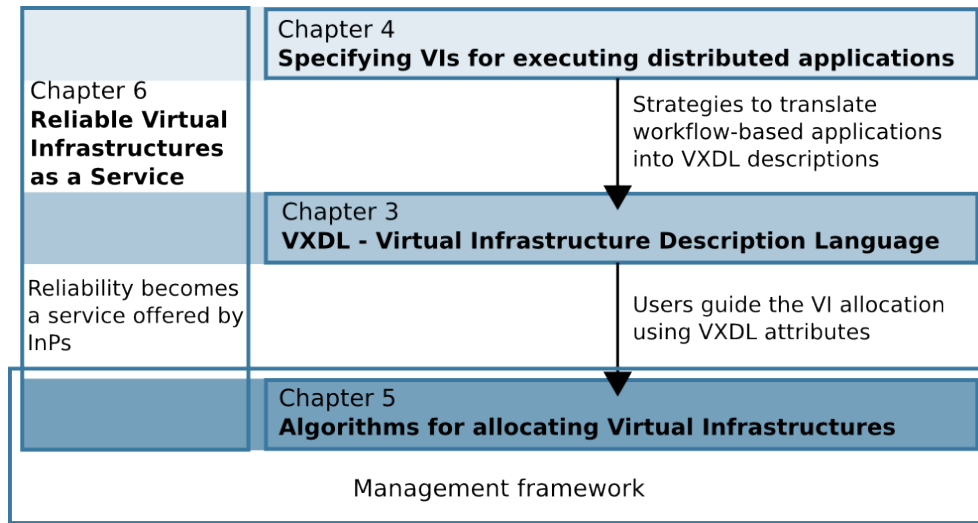 Chapter 4
Specifying VIs for executing distributed applications
Chapter 6
Reliable Virtual
Infrastructures
as a Service
Strategies to translate
workflow-based applications
into VXDL descriptions
Chapter 3
VXDL - Virtual Infrastructure Description Language
Reliability becomes
a service offered by
InPs
Users guide the VI allocation
using VXDL attributes
Chapter 5
Algorithms for allocating Virtual Infrastructures
Management framework